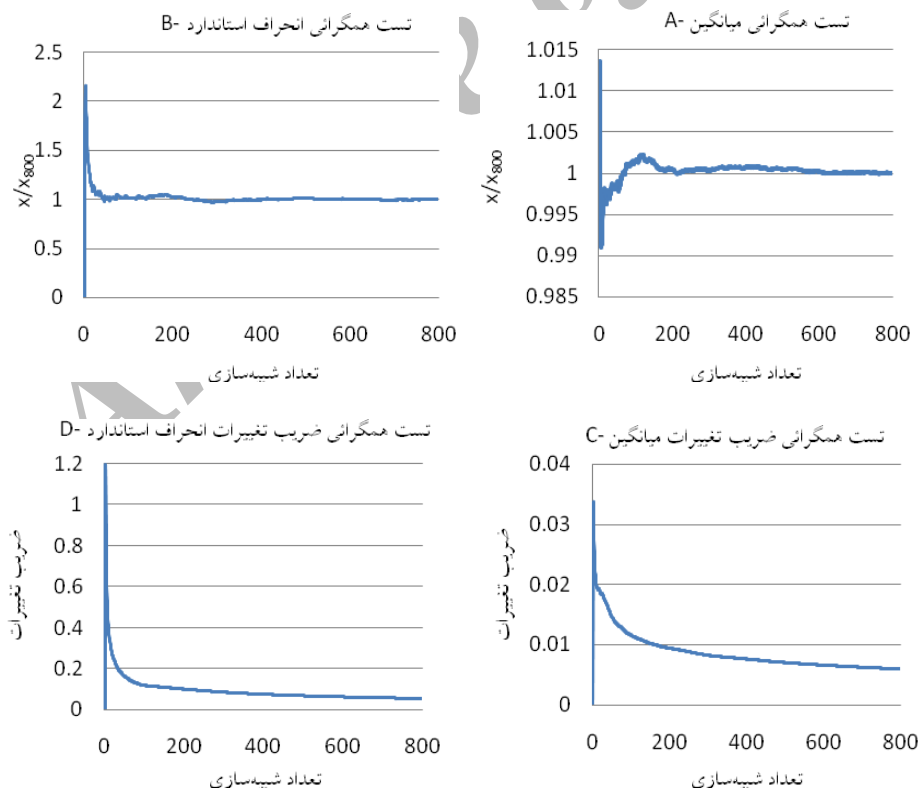 تست همگرائی میانگین -A
1.015
1.01
1.005
1
0.995
0.99
0.985
x/x800
0 200 400 600 800
تعداد شبیه‌سازی
تست همگرائی انحراف استاندارد -B
2.5
2
1.5
1
0.5
0
x/x800
0 200 400 600 800
تعداد شبیه‌سازی
تست همگرائی ضریب تغییرات میانگین -C
0.04
0.03
0.02
0.01
0
ضریب تغییرات
0 200 400 600 800
تعداد شبیه‌سازی
تست همگرائی ضریب تغییرات انحراف استاندارد -D
1.2
1
0.8
0.6
0.4
0.2
0
ضریب تغییرات
0 200 400 600 800
تعداد شبیه‌سازی